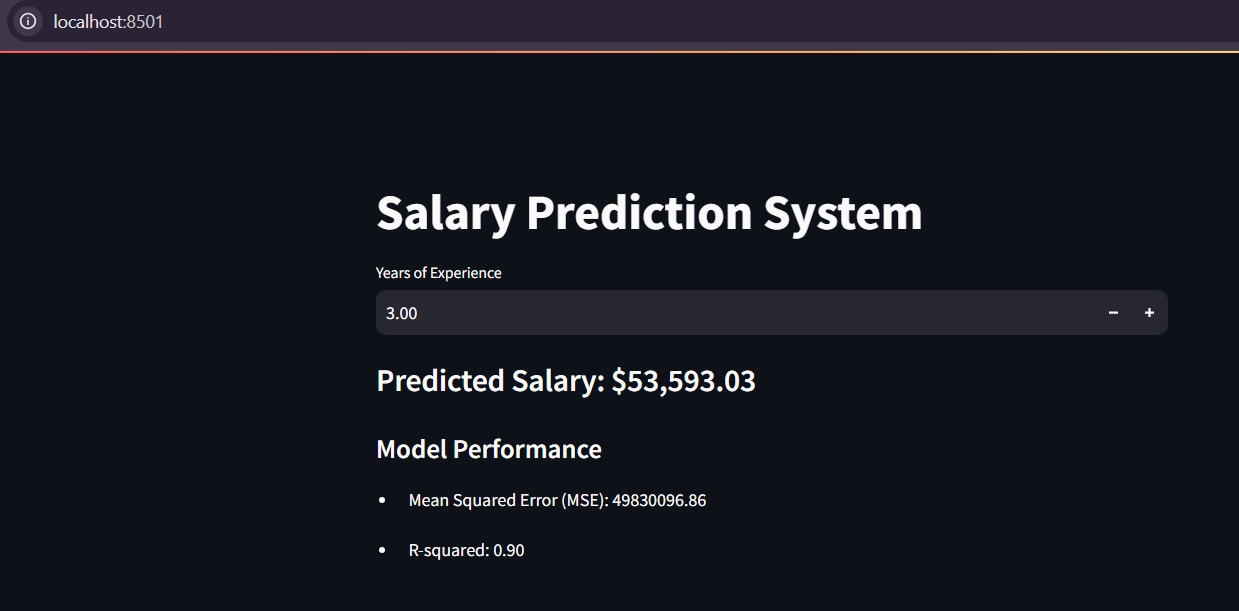 localhost:8501
Salary Prediction System
Years of Experience
3.00
Predicted Salary: $53,593.03
Model Performance
Mean Squared Error (MSE): 49830096.86
R-squared: 0.90